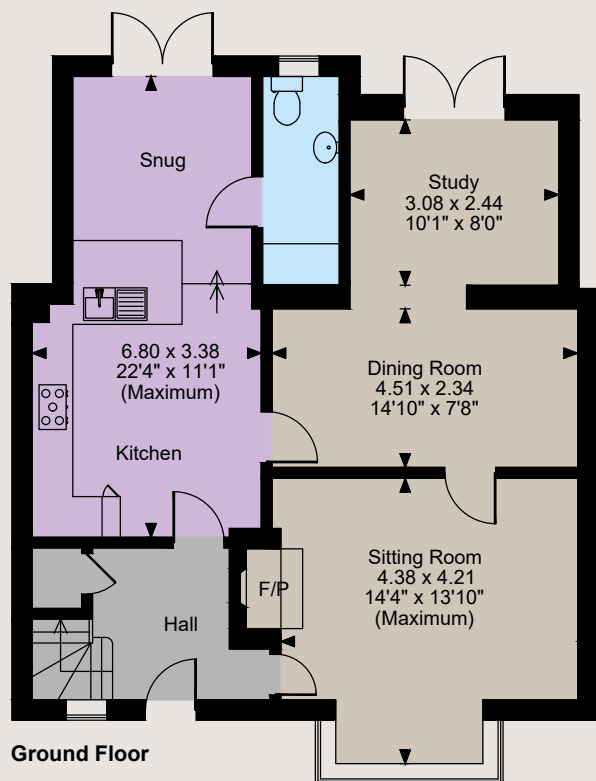 Snug
Study
3.08 x 2.44
10'1" x 8'0"
6.80 x 3.38
22'4" x 11'1"
(Maximum)
Kitchen
Dining Room
4.51 x 2.34
14'10" x 7'8"
Sitting Room
4.38 x 4.21
14'4" x 13'10"
(Maximum)
F/P
Hall
Ground Floor